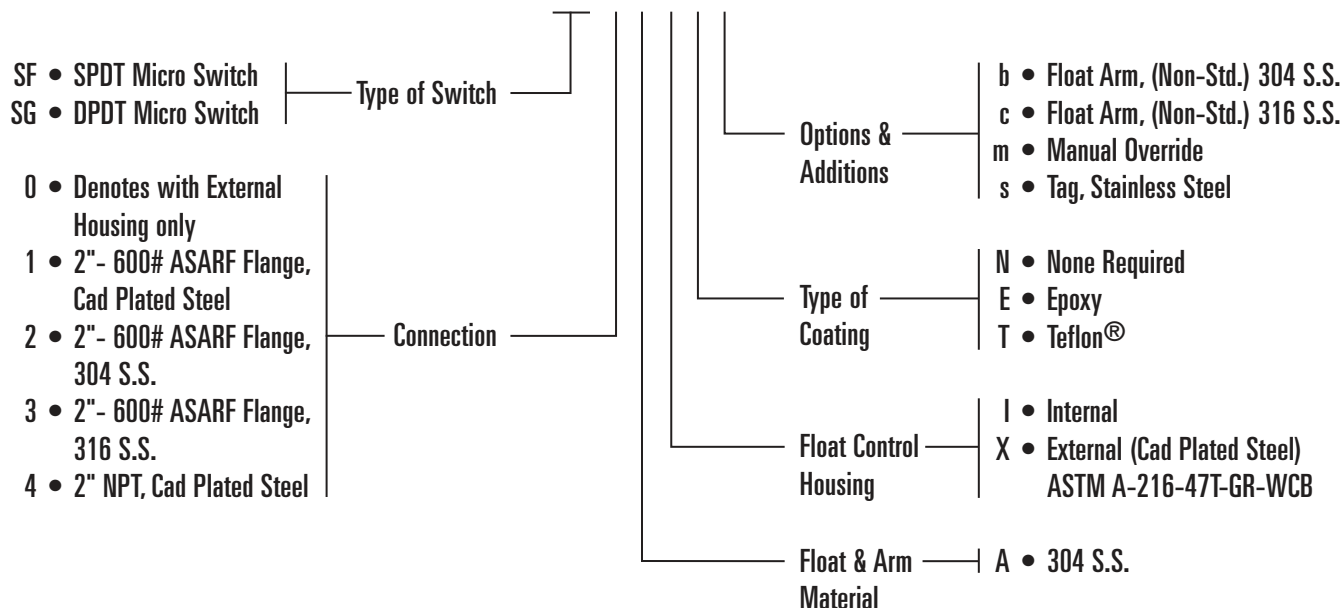 SF • SPDT Micro Switch
SG • DPDT Micro Switch
Type of Switch
0 • Denotes with External
Housing only
1 • 2"- 600# ASARF Flange,
Cad Plated Steel
2 • 2"- 600# ASARF Flange,
304 S.S.
3 • 2"- 600# ASARF Flange,
316 S.S.
4 • 2" NPT, Cad Plated Steel
Connection
Options &
Additions
b • Float Arm, (Non-Std.) 304 S.S.
c • Float Arm, (Non-Std.) 316 S.S.
m • Manual Override
s • Tag, Stainless Steel
Type of
Coating
N • None Required
E • Epoxy
T • Teflon®
Float Control
Housing
I • Internal
X • External (Cad Plated Steel)
ASTM A-216-47T-GR-WCB
Float & Arm
Material
A • 304 S.S.